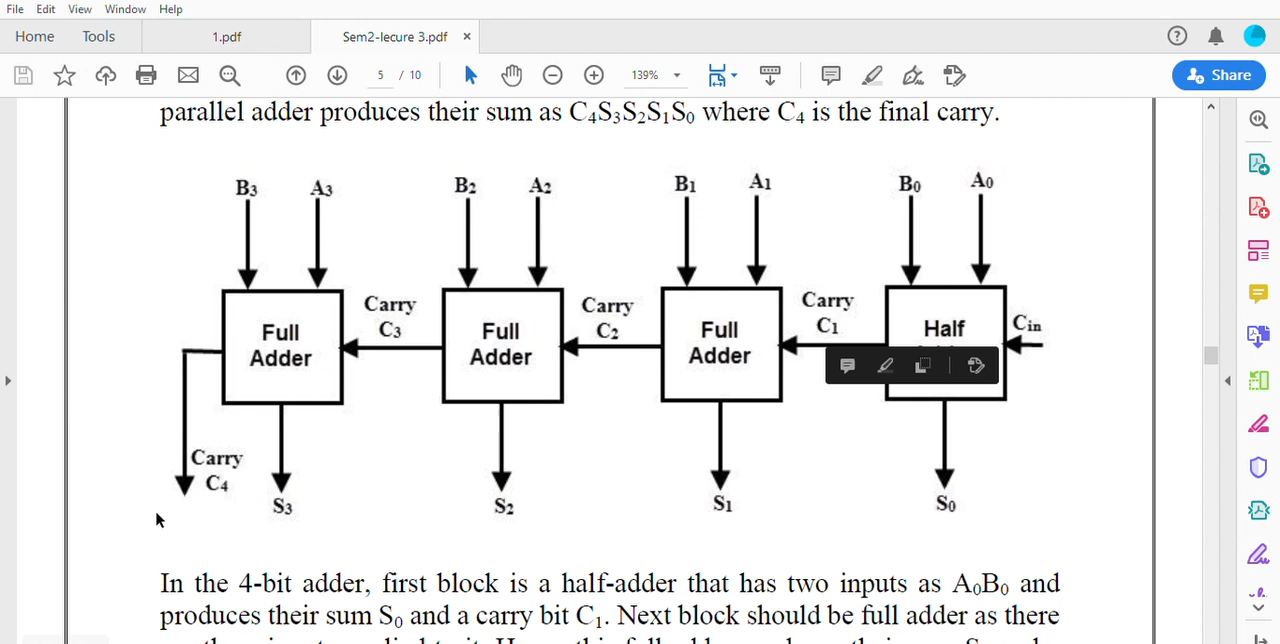 File Edit View Window Help
Home Tools 1.pdf Sem2-lecure 3.pdf ×
5 / 10 139% Share
parallel adder produces their sum as C₄S₃S₂S₁S₀ where C₄ is the final carry.
B₃ A₃ B₂ A₂ B₁ A₁ B₀ A₀
Carry Carry Carry
C₃ C₂ C₁ Cin
Full Full Full Half
Adder Adder Adder
Carry
C₄
S₃ S₂ S₁ S₀
In the 4-bit adder, first block is a half-adder that has two inputs as A₀B₀ and
produces their sum S₀ and a carry bit C₁. Next block should be full adder as there